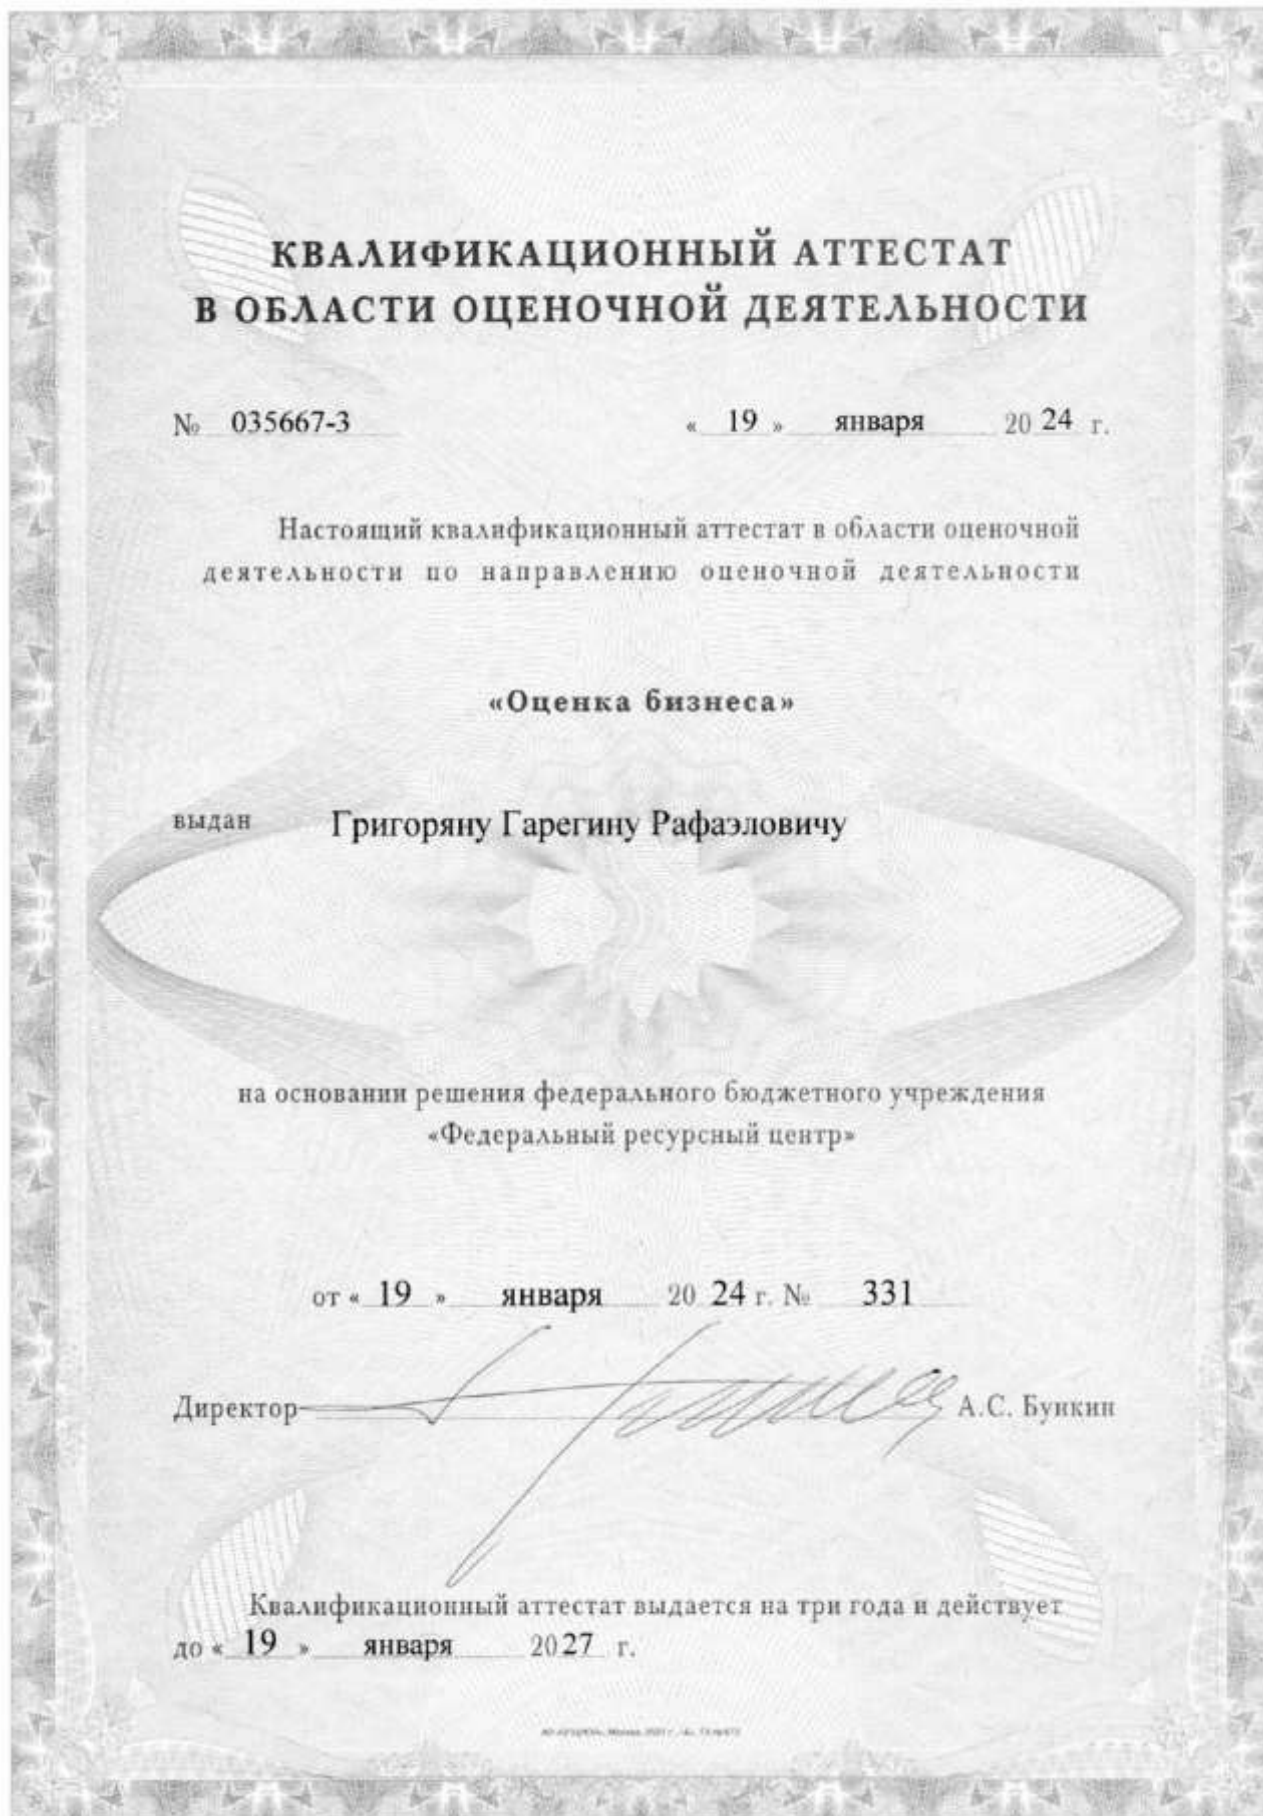 КВАЛИФИКАЦИОННЫЙ АТТЕСТАТ
В ОБЛАСТИ ОЦЕНОЧНОЙ ДЕЯТЕЛЬНОСТИ
№ 035667-3 « 19 » января 20 24 г.
Настоящий квалификационный аттестат в области оценочной
деятельности по направлению оценочной деятельности
«Оценка бизнеса»
выдан Григоряну Гарегину Рафаэловичу
на основании решения федерального бюджетного учреждения
«Федеральный ресурсный центр»
от « 19 » января 20 24 г. № 331
Директор А.С. Бункин
Квалификационный аттестат выдается на три года и действует
до « 19 » января 20 27 г.